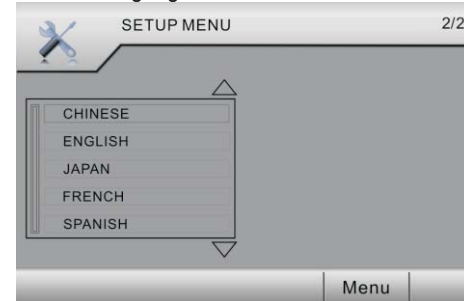 SETUP MENU
2/2
CHINESE
ENGLISH
JAPAN
FRENCH
SPANISH
Menu